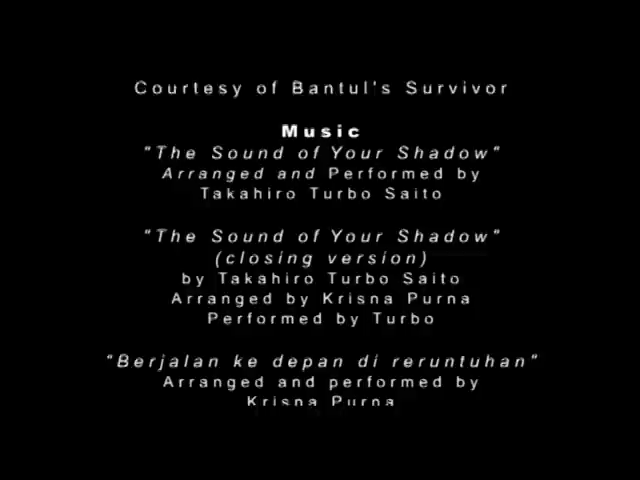 Courtesy of Bantul's Survivor
Music
"The Sound of Your Shadow"
Arranged and Performed by
Takahiro Turbo Saito
"The Sound of Your Shadow"
(closing version)
by Takahiro Turbo Saito
Arranged by Krisna Purna
Performed by Turbo
"Berjalan ke depan di reruntuhan"
Arranged and performed by
Krisna Purna